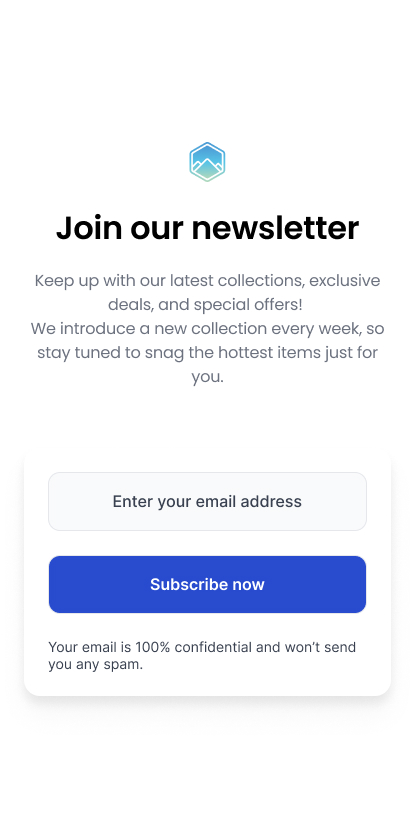 Join our newsletter
Keep up with our latest collections, exclusive
deals, and special offers!
We introduce a new collection every week, so
stay tuned to snag the hottest items just for
you.
Enter your email address
Subscribe now
Your email is 100% confidential and won’t send
you any spam.